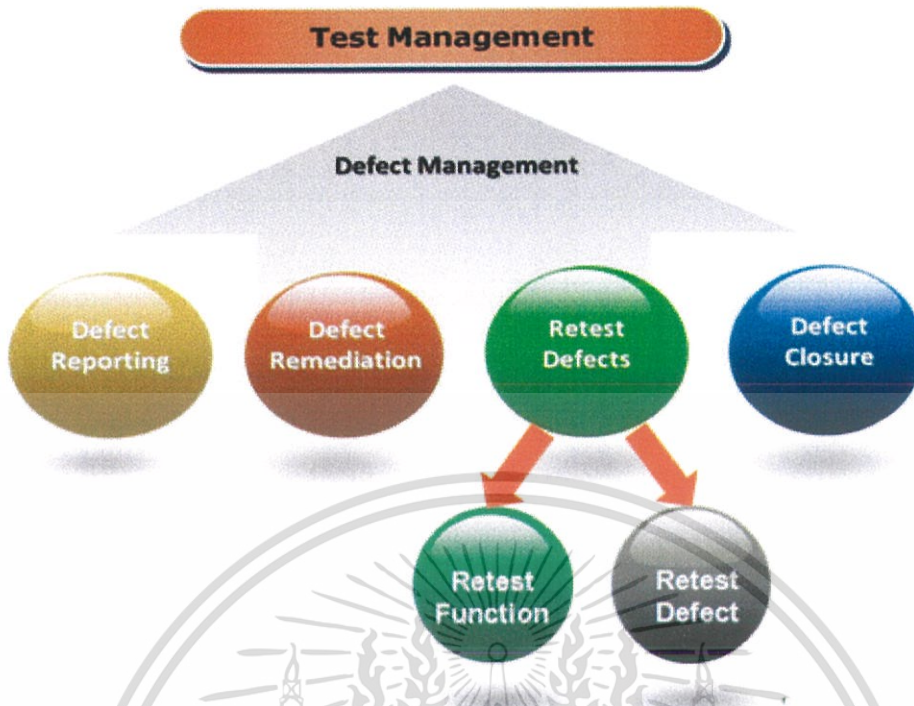 Test Management
Defect Management
Defect
Reporting
Defect
Remediation
Retest
Defects
Defect
Closure
Retest
Function
Retest
Defect